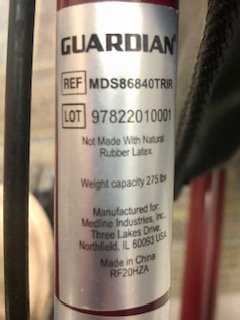 GUARDIAN®
REF MDS86840TRIR
LOT 97822010001
Not Made With Natural
Rubber Latex.
Weight capacity 275 lbs
Manufactured for:
Medline Industries, Inc.
Three Lakes Drive,
Northfield, IL 60093 USA
Made in China
RF20HZA